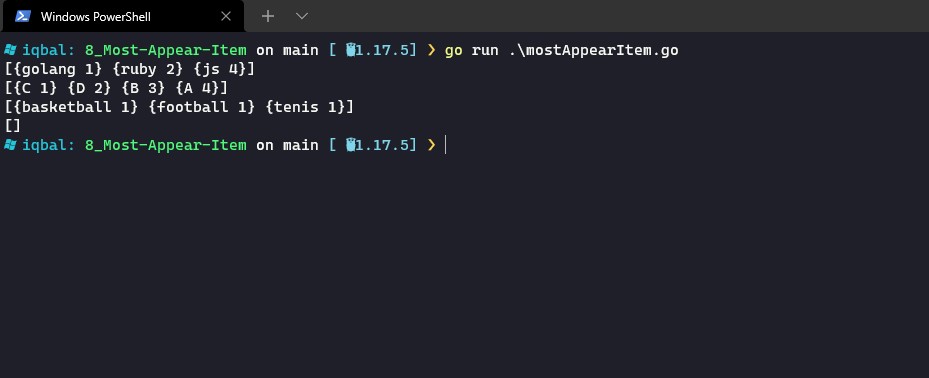 Windows PowerShell
iqbal: 8_Most-Appear-Item on main [ 1.17.5] ❯ go run .\mostAppearItem.go
[{golang 1} {ruby 2} {js 4}]
[{C 1} {D 2} {B 3} {A 4}]
[{basketball 1} {football 1} {tenis 1}]
[]
iqbal: 8_Most-Appear-Item on main [ 1.17.5] ❯